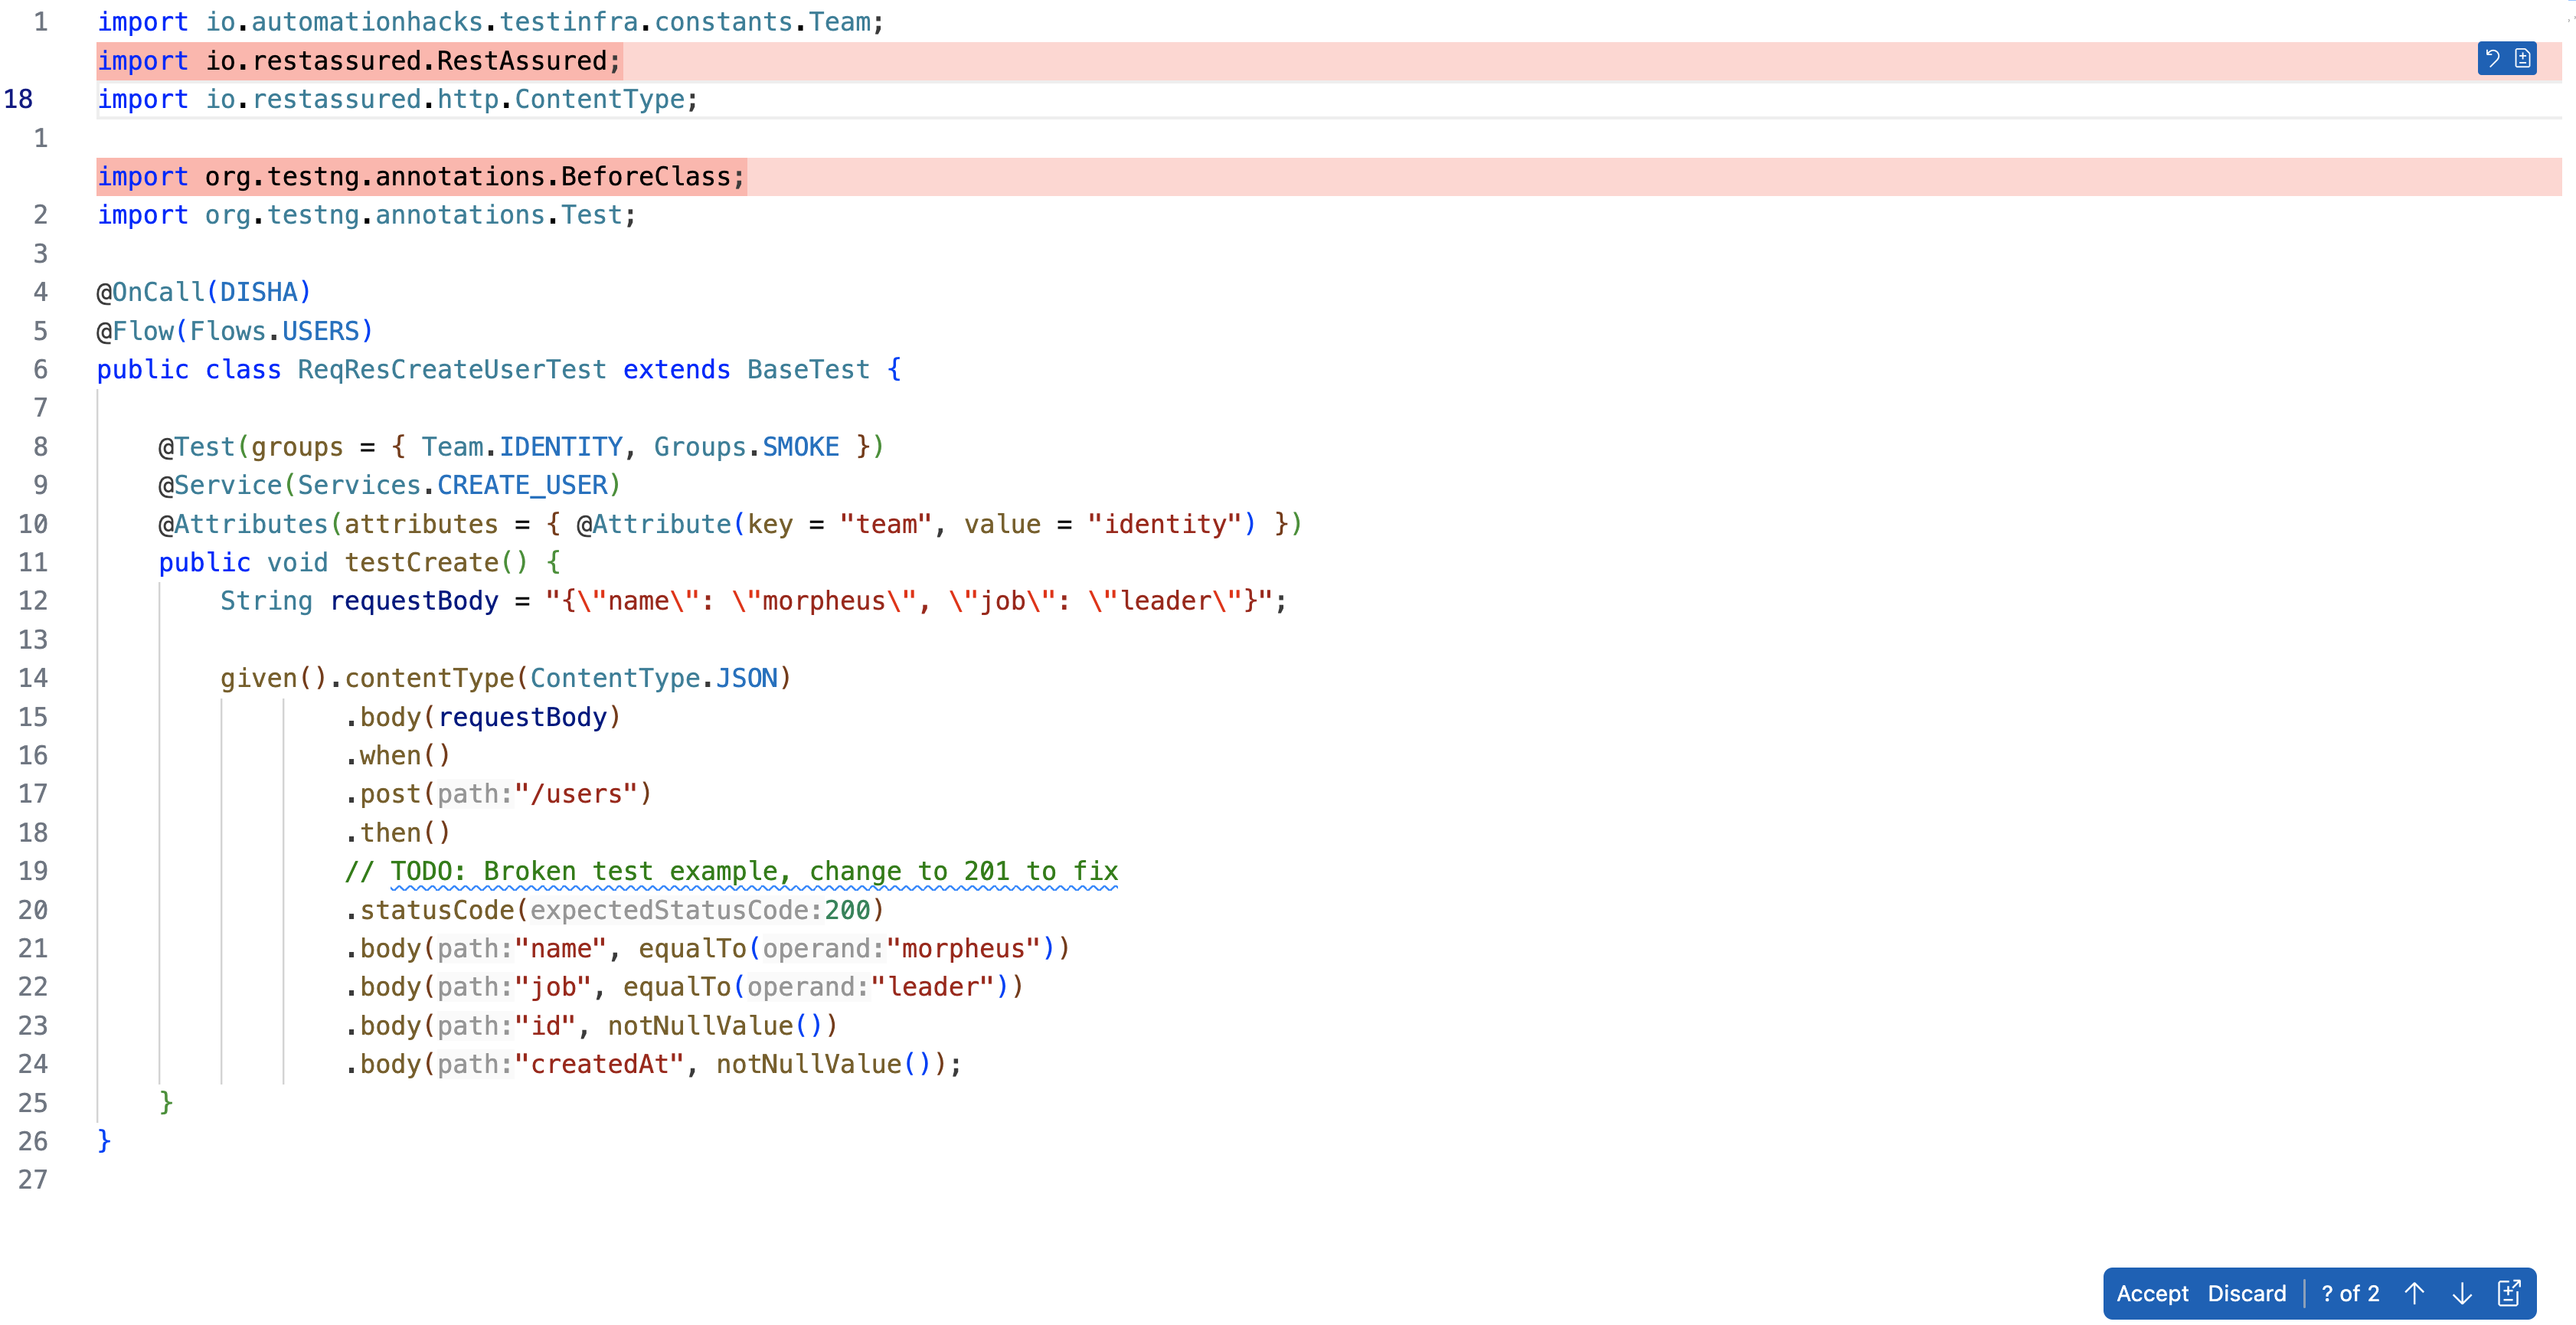 1 import io.automationhacks.testinfra.constants.Team;
import io.restassured.RestAssured;
18 import io.restassured.http.ContentType;
1
import org.testng.annotations.BeforeClass;
2 import org.testng.annotations.Test;
3
4 @OnCall(DISHA)
5 @Flow(Flows.USERS)
6 public class ReqResCreateUserTest extends BaseTest {
7
8 @Test(groups = { Team.IDENTITY, Groups.SMOKE })
9 @Service(Services.CREATE_USER)
10 @Attributes(attributes = { @Attribute(key = "team", value = "identity") })
11 public void testCreate() {
12 String requestBody = "{\"name\": \"morpheus\", \"job\": \"leader\"}";
13
14 given().contentType(ContentType.JSON)
15 .body(requestBody)
16 .when()
17 .post(path:"/users")
18 .then()
19 // TODO: Broken test example, change to 201 to fix
20 .statusCode(expectedStatusCode:200)
21 .body(path:"name", equalTo(operand:"morpheus"))
22 .body(path:"job", equalTo(operand:"leader"))
23 .body(path:"id", notNullValue())
24 .body(path:"createdAt", notNullValue());
25 }
26 }
27
Accept Discard ? of 2